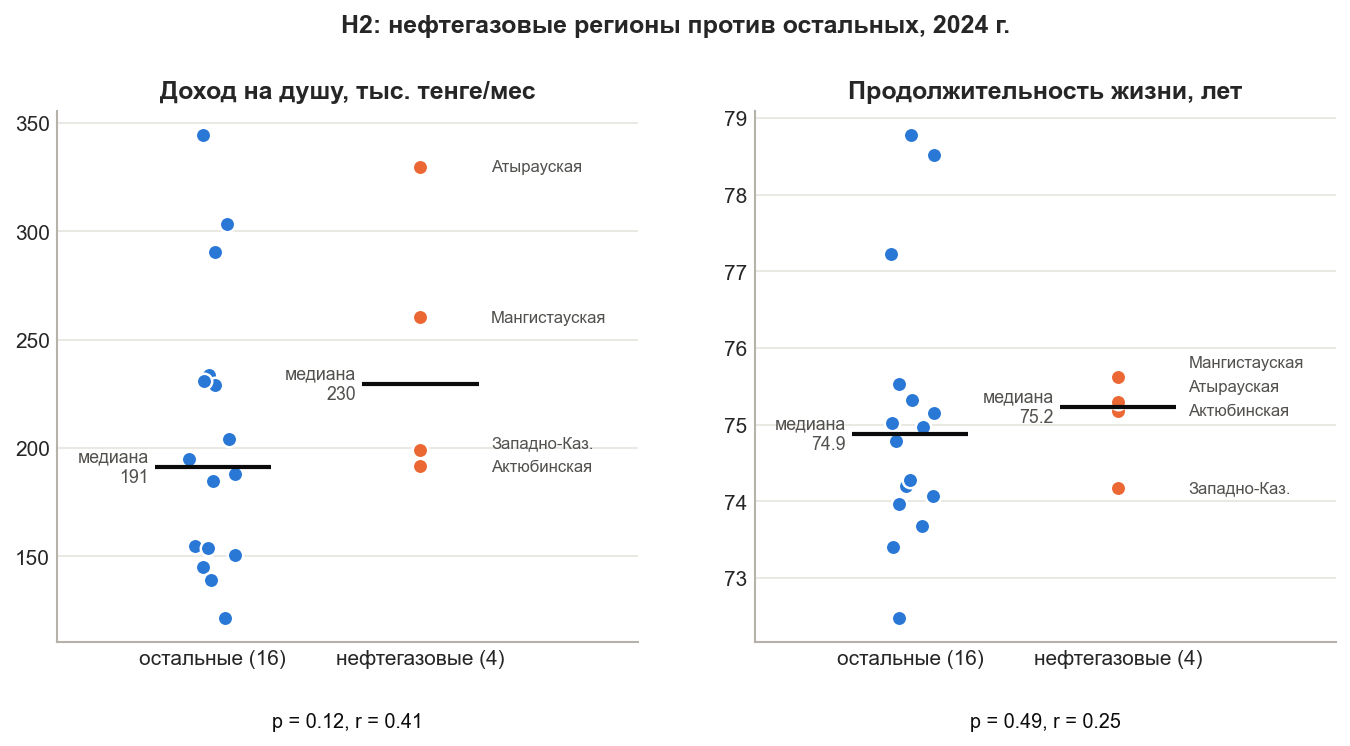 H2: нефтегазовые регионы против остальных, 2024 г.
Доход на душу, тыс. тенге/мес
350
300
250
200
150
Атырауская
Мангистауская
медиана
230
Западно-Каз.
Актюбинская
медиана
191
остальные (16)
нефтегазовые (4)
p = 0.12, r = 0.41
Продолжительность жизни, лет
79
78
77
76
75
74
73
Мангистауская
Атырауская
Актюбинская
медиана
75.2
медиана
74.9
Западно-Каз.
остальные (16)
нефтегазовые (4)
p = 0.49, r = 0.25